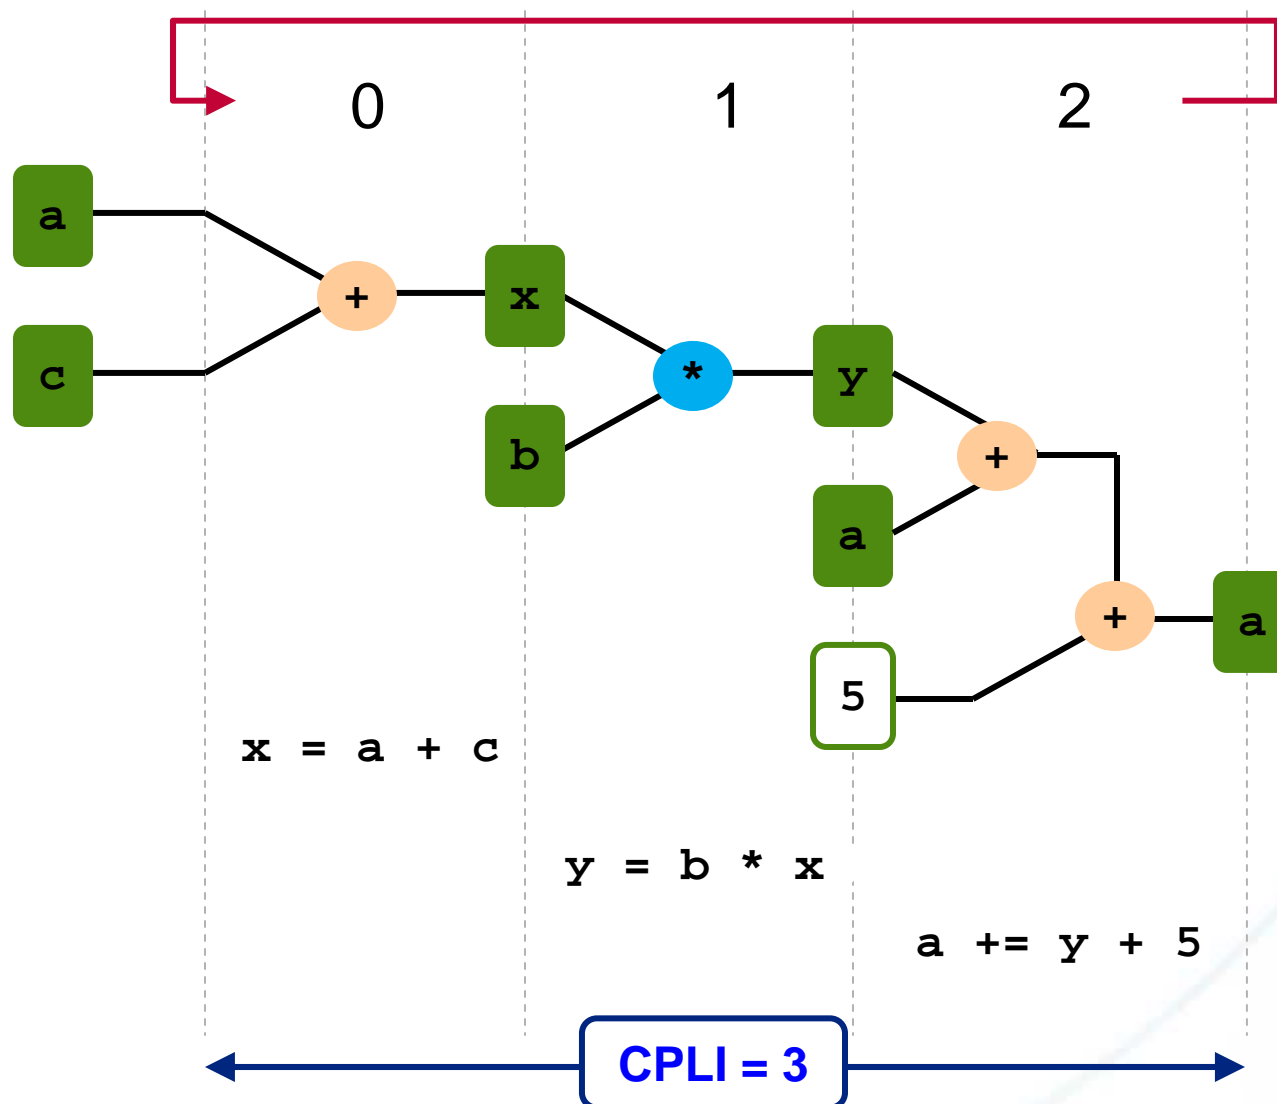 0 1 2
a
+ x
c
* y
b
+
a
+ a
5
x = a + c
y = b * x
a += y + 5
CPLI = 3